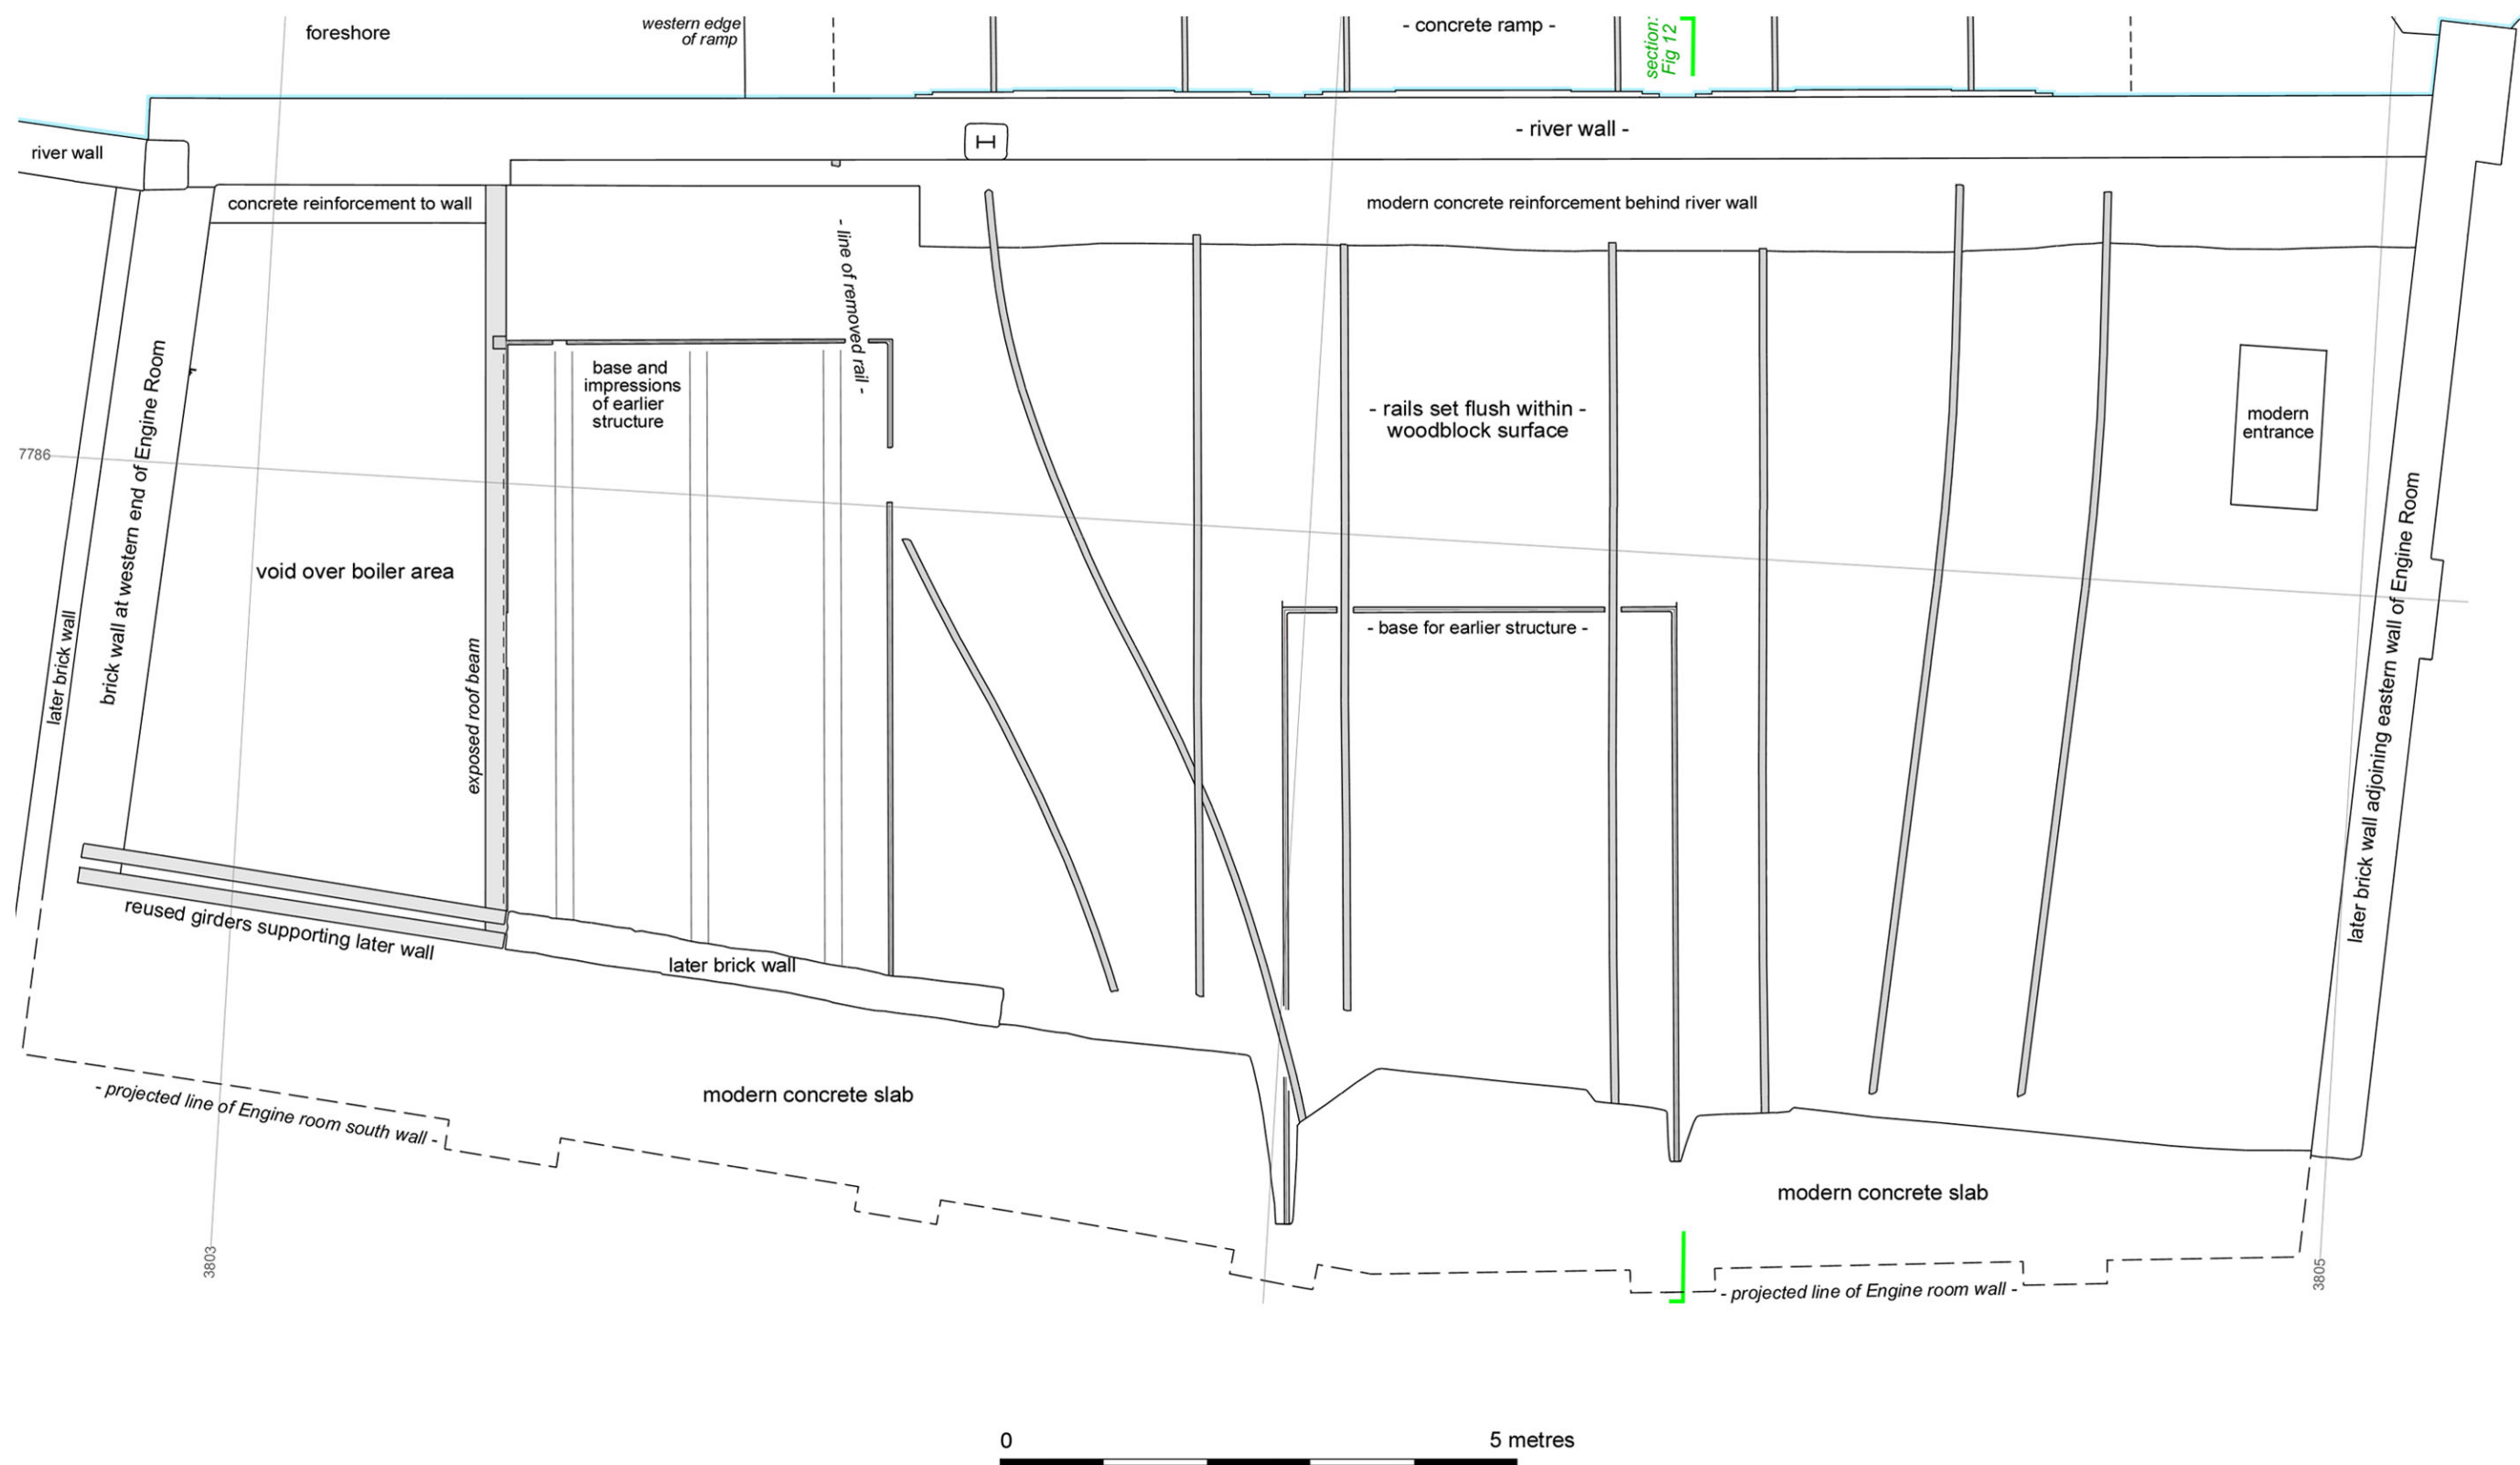 foreshore
western edge
of ramp
- concrete ramp -
section:
Fig 12
river wall
- river wall -
concrete reinforcement to wall
modern concrete reinforcement behind river wall
- line of removed rail -
base and
impressions
of earlier
structure
- rails set flush within -
woodblock surface
modern
entrance
7786
brick wall at western end of Engine Room
later brick wall
void over boiler area
exposed roof beam
- base for earlier structure -
later brick wall adjoining eastern wall of Engine Room
reused girders supporting later wall
later brick wall
modern concrete slab
- projected line of Engine room south wall -
modern concrete slab
3803
3805
- projected line of Engine room wall -
0
5 metres